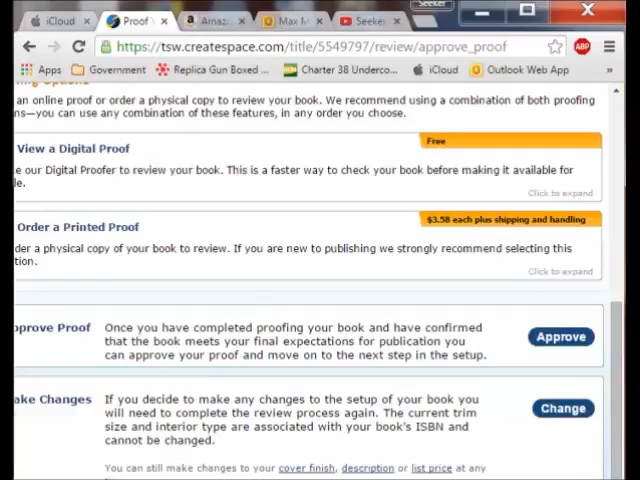 Seeker
iCloud
Proof
Amazo
Max M
Seeke
https://tsw.createspace.com/title/5549797/review/approve_proof
ABP
Apps
Government
Replica Gun Boxed ...
Charter 38 Underco...
iCloud
Outlook Web App
Options
an online proof or order a physical copy to review your book. We recommend using a combination of both proofing
ns—you can use any combination of these features, in any order you choose.
View a Digital Proof
Free
e our Digital Proofer to review your book. This is a faster way to check your book before making it available for
le.
Click to expand
Order a Printed Proof
$3.58 each plus shipping and handling
der a physical copy of your book to review. If you are new to publishing we strongly recommend selecting this
tion.
Click to expand
pprove Proof
Once you have completed proofing your book and have confirmed
that the book meets your final expectations for publication you
can approve your proof and move on to the next step in the setup.
Approve
ake Changes
If you decide to make any changes to the setup of your book you
will need to complete the review process again. The current trim
size and interior type are associated with your book's ISBN and
cannot be changed.
Change
You can still make changes to your cover finish, description or list price at any